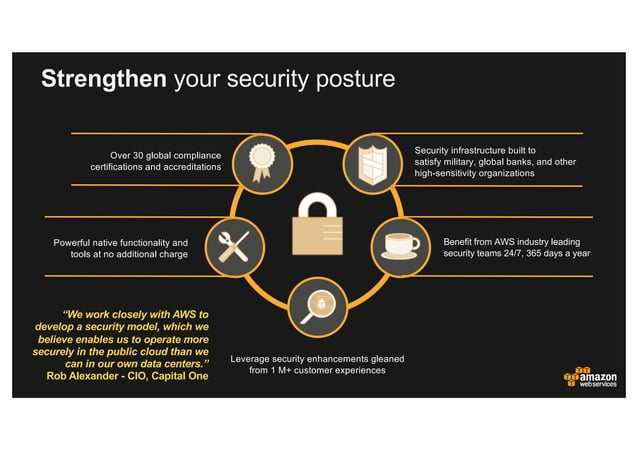 Strengthen your security posture
Over 30 global compliance
certifications and accreditations
Security infrastructure built to
satisfy military, global banks, and other
high-sensitivity organizations
Powerful native functionality and
tools at no additional charge
Benefit from AWS industry leading
security teams 24/7, 365 days a year
“We work closely with AWS to
develop a security model, which we
believe enables us to operate more
securely in the public cloud than we
can in our own data centers.”
Rob Alexander - CIO, Capital One
Leverage security enhancements gleaned
from 1 M+ customer experiences
amazon
webservices